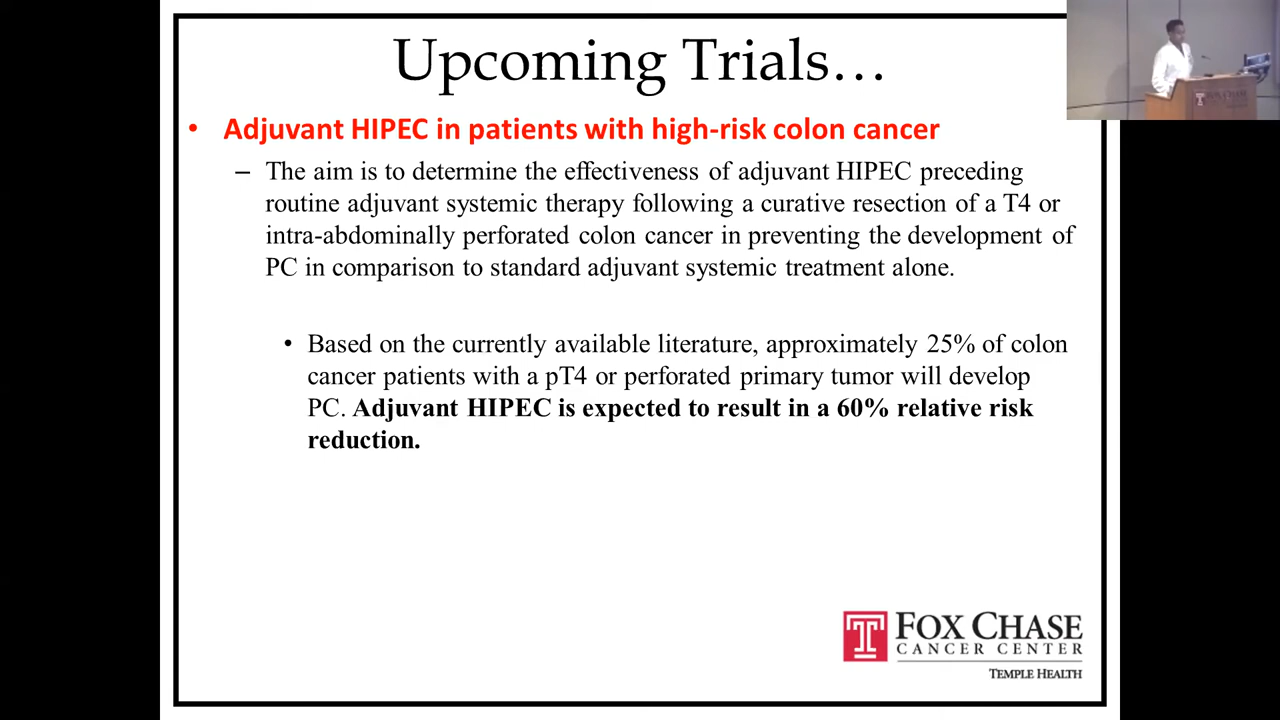 Upcoming Trials…
• Adjuvant HIPEC in patients with high-risk colon cancer
– The aim is to determine the effectiveness of adjuvant HIPEC preceding
routine adjuvant systemic therapy following a curative resection of a T4 or
intra-abdominally perforated colon cancer in preventing the development of
PC in comparison to standard adjuvant systemic treatment alone.
• Based on the currently available literature, approximately 25% of colon
cancer patients with a pT4 or perforated primary tumor will develop
PC. Adjuvant HIPEC is expected to result in a 60% relative risk
reduction.
FOX CHASE
CANCER CENTER
TEMPLE HEALTH
FOX CHASE